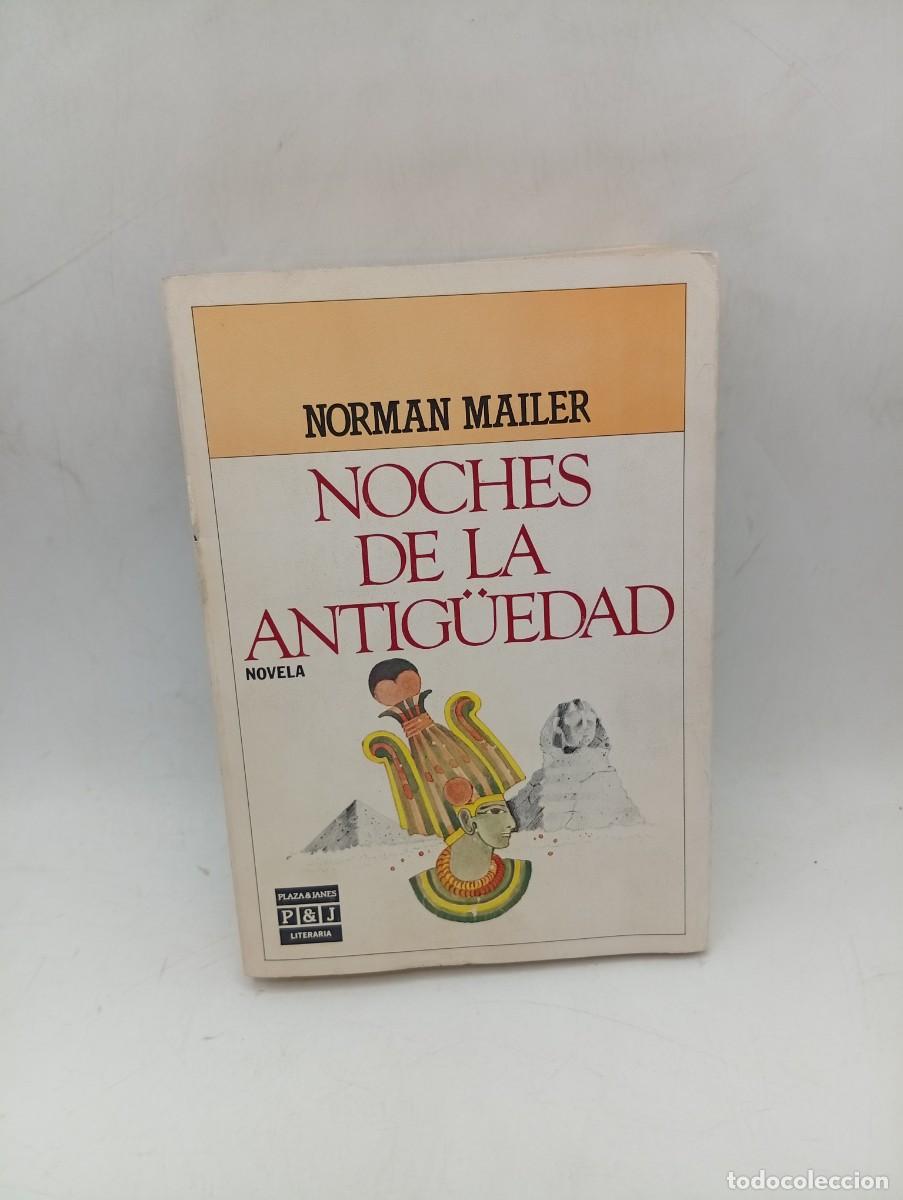 NORMAN MAILER
NOCHES
DE LA
ANTIGÜEDAD
NOVELA
PLAZA & JANES
P & J
LITERARIA
todocoleccion